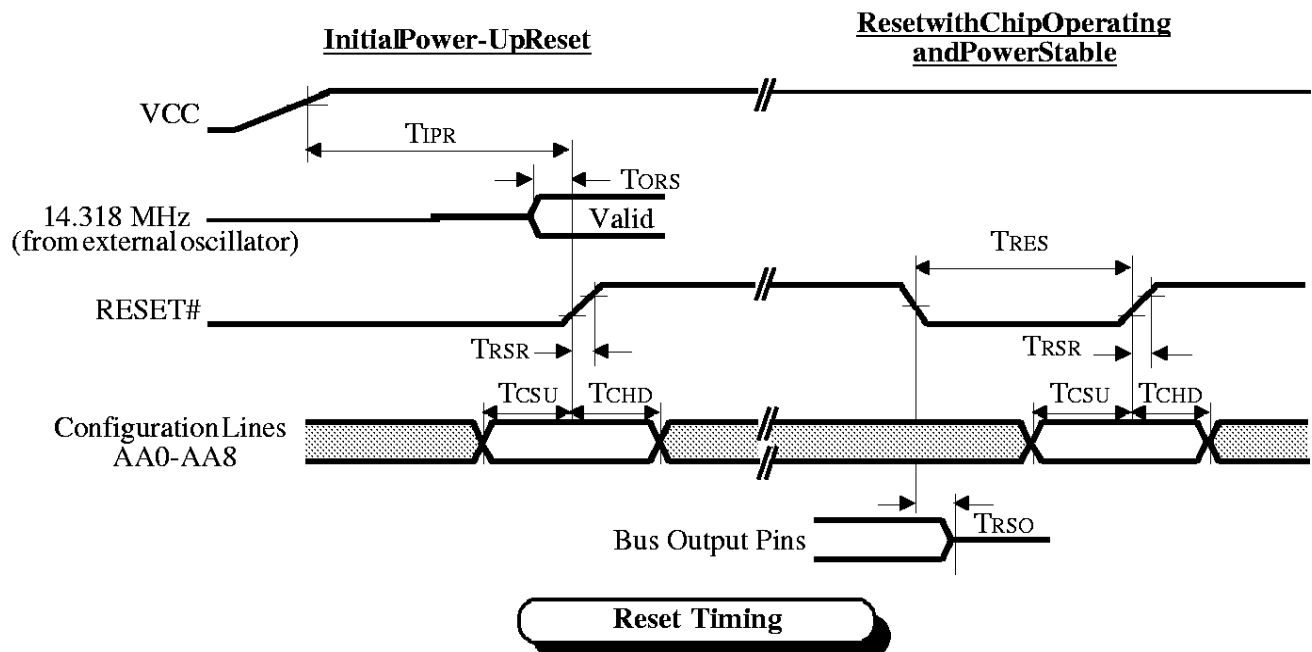 InitialPower-UpReset
ResetwithChipOperating
andPowerStable
VCC
TIPR
TORS
14.318 MHz
(from external oscillator)
Valid
TRES
RESET#
TRSR
TRSR
TCSU
TCHD
TCSU
TCHD
Configuration Lines
AA0-AA8
TRSO
Bus Output Pins
Reset Timing